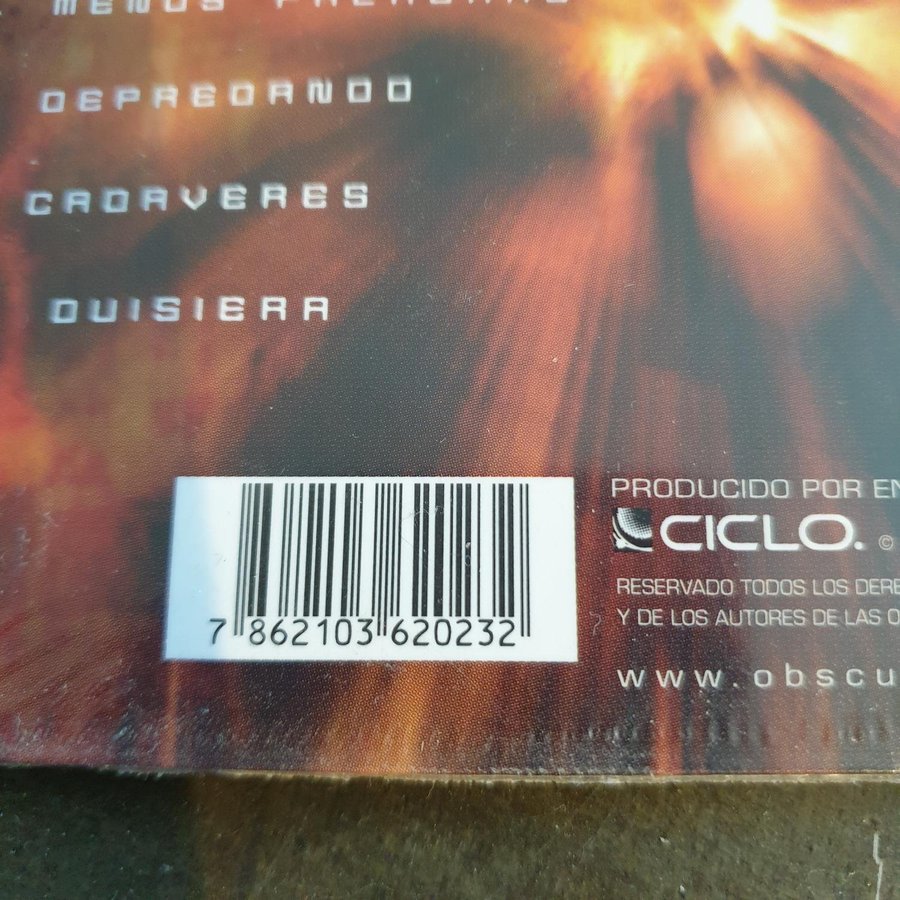 MENOS
DEPREDANDO
CADAVERES
QUISIERA
PRODUCIDO POR EN
CICLO. ©
RESERVADO TODOS LOS DERE
Y DE LOS AUTORES DE LAS O
www.obscu
7 862103 620232